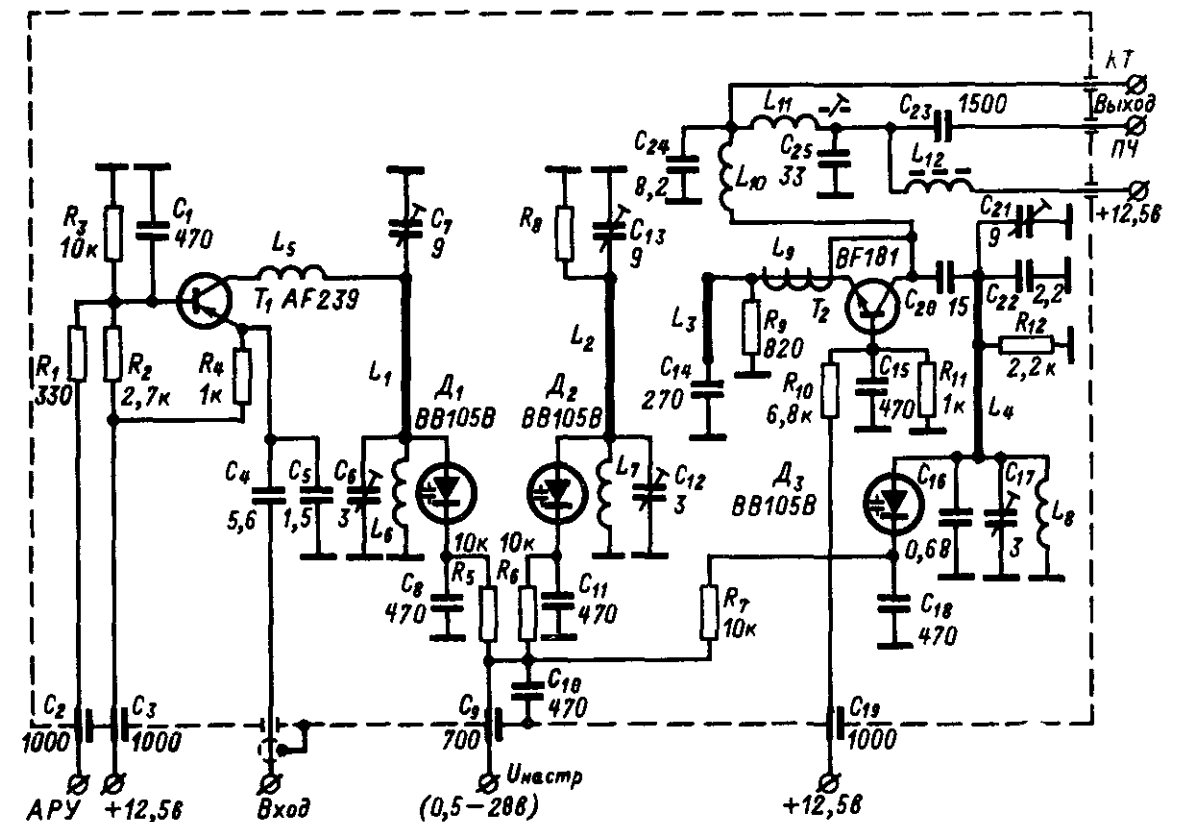 КТ
L11
C23 1500
Выход
ПЧ
C24
8,2
C25
33
L10
L12
+12,5в
C21
9
R3
10к
C1
470
L5
C7
9
R8
C13
9
L9
BF181
T1 AF239
T2
C20 15
C22 2,2
R12
2,2к
R1
330
R2
2,7к
R4
1к
L1
L2
L3
R9
820
C14
270
Д1
BB105B
Д2
BB105B
R10
6,8к
C15
470
R11
1к
L4
C4
5,6
C5
1,5
C6
3
L6
L7
C12
3
Д3
BB105B
C16
0,68
C17
3
L8
10к
R5
10к
R6
C8
470
C11
470
R7
10к
C18
470
C2
1000
C3
1000
C9
700
C10
470
C19
1000
АРУ
+12,5в
Вход
Uнастр
(0,5–28в)
+12,5в